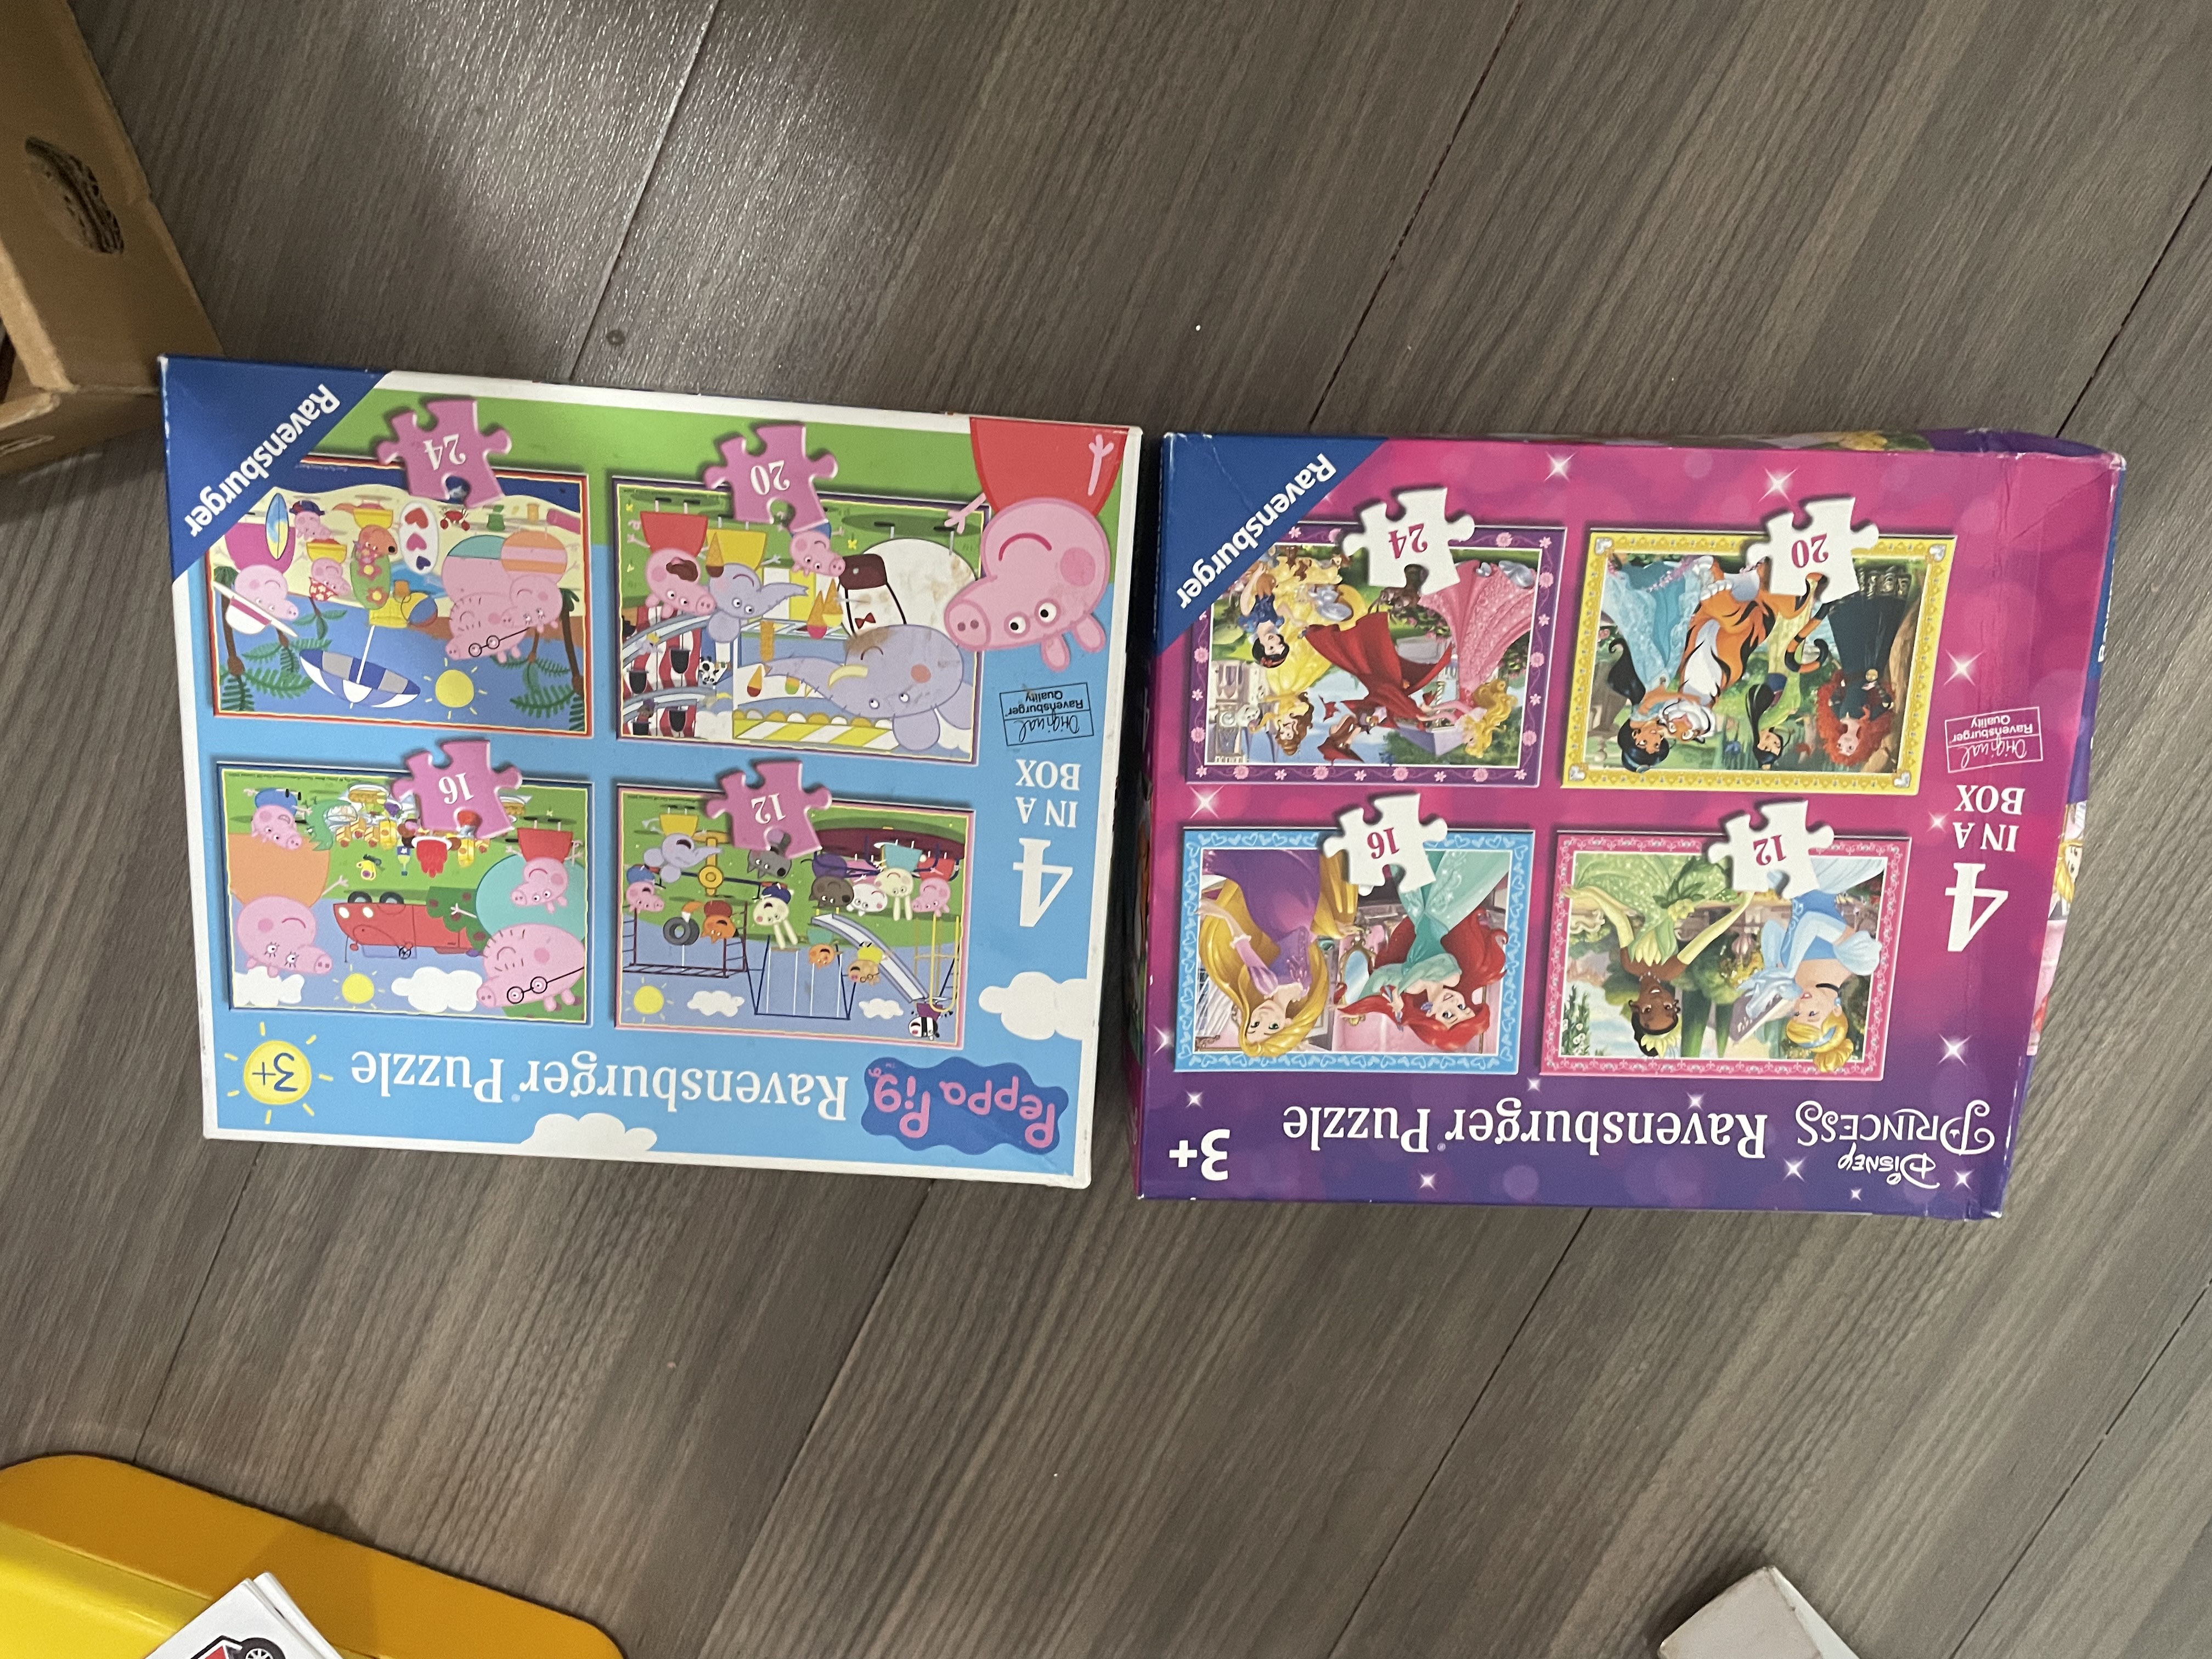 Disney
PRINCESS Ravensburger® Puzzle 3+
4
IN A
BOX
Original
Ravensburger
Quality
12
16
20
24
Ravensburger
Peppa Pig™ Ravensburger® Puzzle 3+
4
IN A
BOX
Original
Ravensburger
Quality
12
16
20
24
Ravensburger